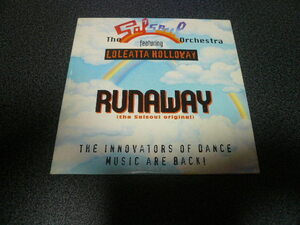 The Salsoul Orchestra
featuring
LOLEATTA HOLLOWAY
RUNAWAY
(the Salsoul original)
THE INNOVATORS OF DANCE
MUSIC ARE BACK!